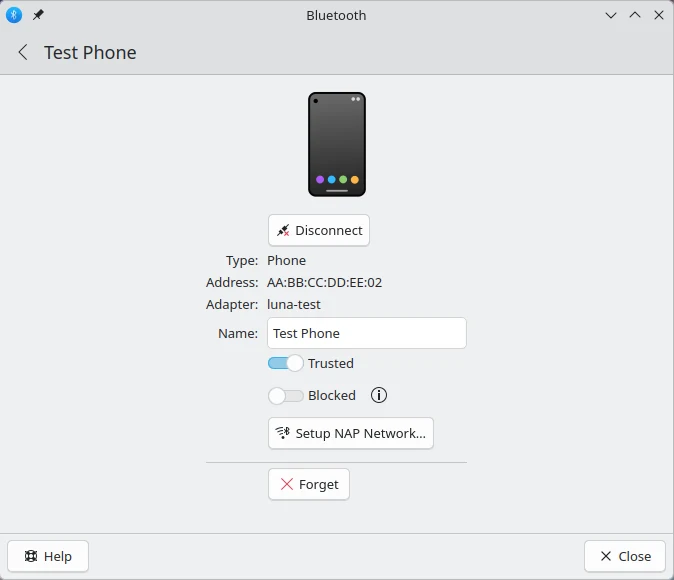 Bluetooth
Test Phone
Disconnect
Type: Phone
Address: AA:BB:CC:DD:EE:02
Adapter: luna-test
Name: Test Phone
Trusted
Blocked
Setup NAP Network...
Forget
Help
Close